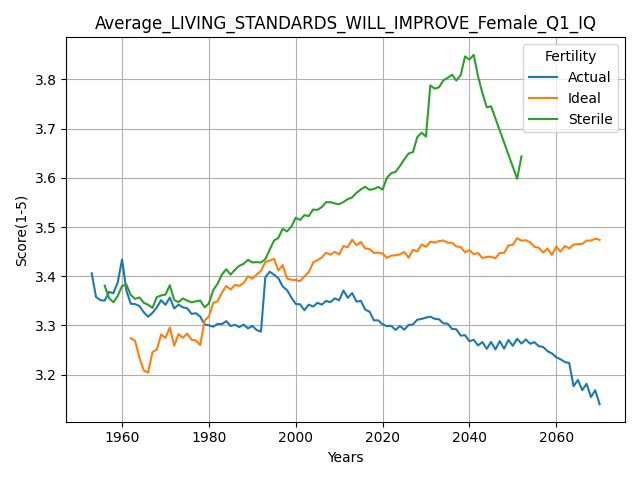 Average_LIVING_STANDARDS_WILL_IMPROVE_Female_Q1_IQ
Fertility
Actual
Ideal
Sterile
Score(1-5)
3.8
3.7
3.6
3.5
3.4
3.3
3.2
1960 1980 2000 2020 2040 2060
Years